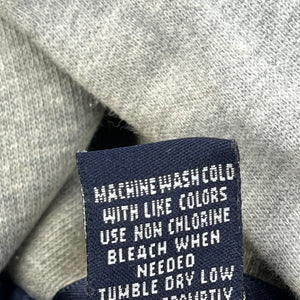 MACHINE WASH COLD
WITH LIKE COLORS
USE NON CHLORINE
BLEACH WHEN
NEEDED
TUMBLE DRY LOW